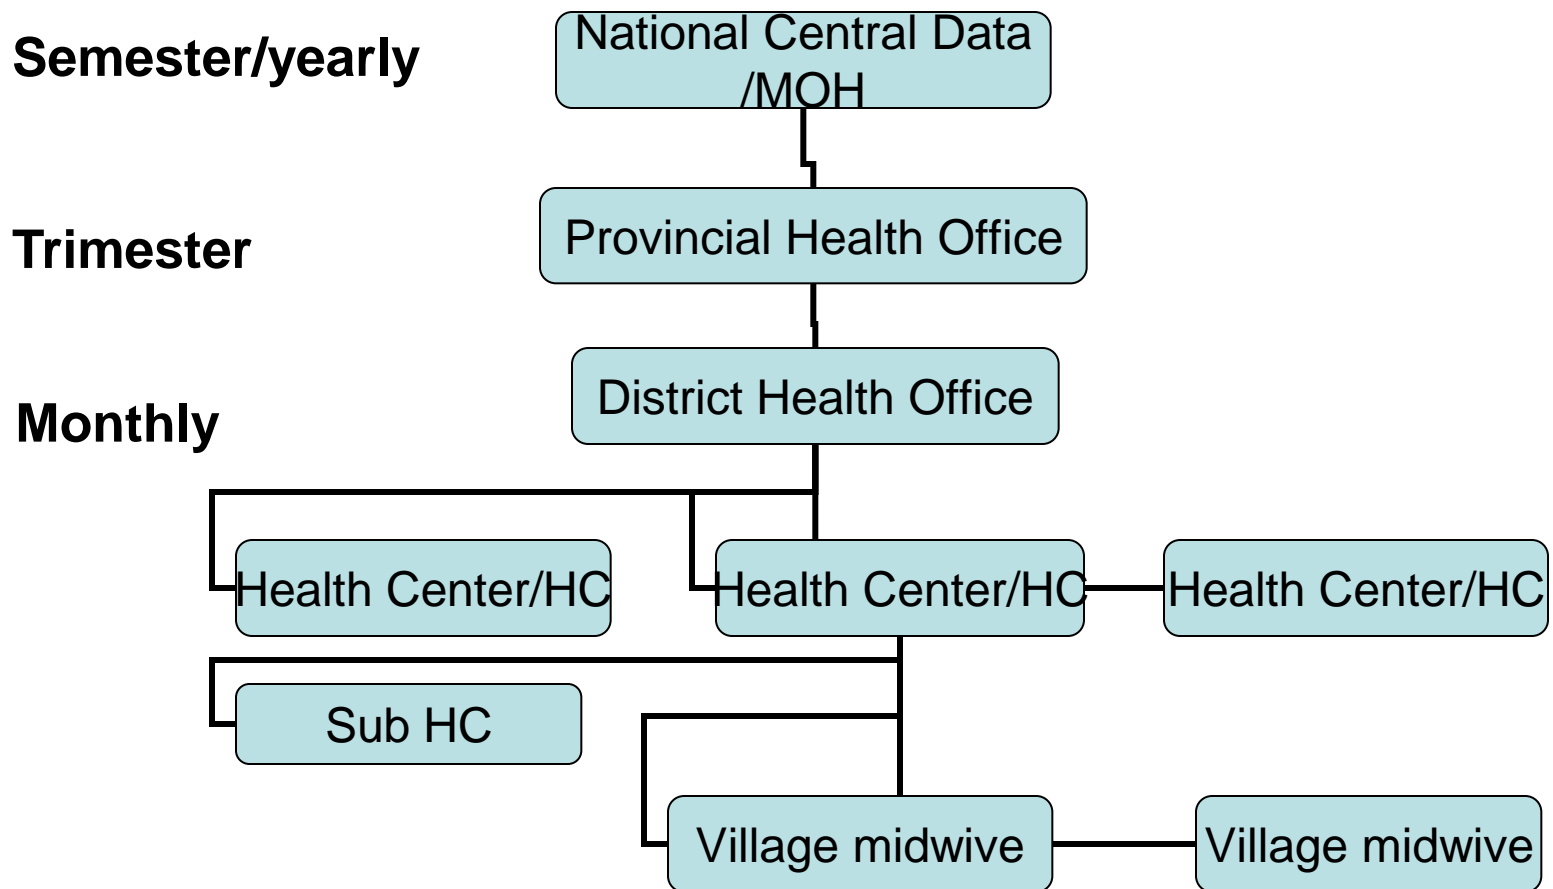 Semester/yearly
National Central Data
/MOH
Trimester
Provincial Health Office
District Health Office
Monthly
Health Center/HC
Health Center/HC
Health Center/HC
Sub HC
Village midwive
Village midwive